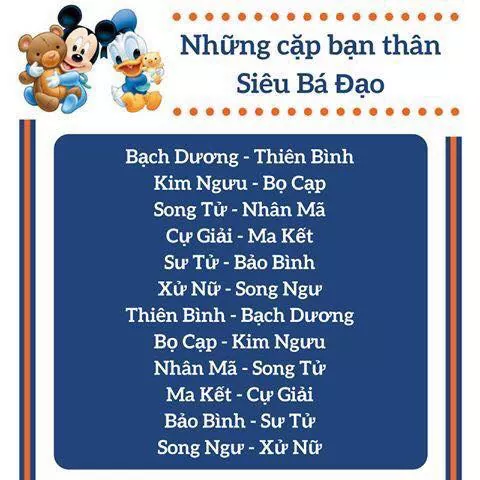 Những cặp bạn thân
Siêu Bá Đạo
Bạch Dương - Thiên Bình
Kim Ngưu - Bọ Cạp
Song Tử - Nhân Mã
Cự Giải - Ma Kết
Sư Tử - Bảo Bình
Xử Nữ - Song Ngư
Thiên Bình - Bạch Dương
Bọ Cạp - Kim Ngưu
Nhân Mã - Song Tử
Ma Kết - Cự Giải
Bảo Bình - Sư Tử
Song Ngư - Xử Nữ